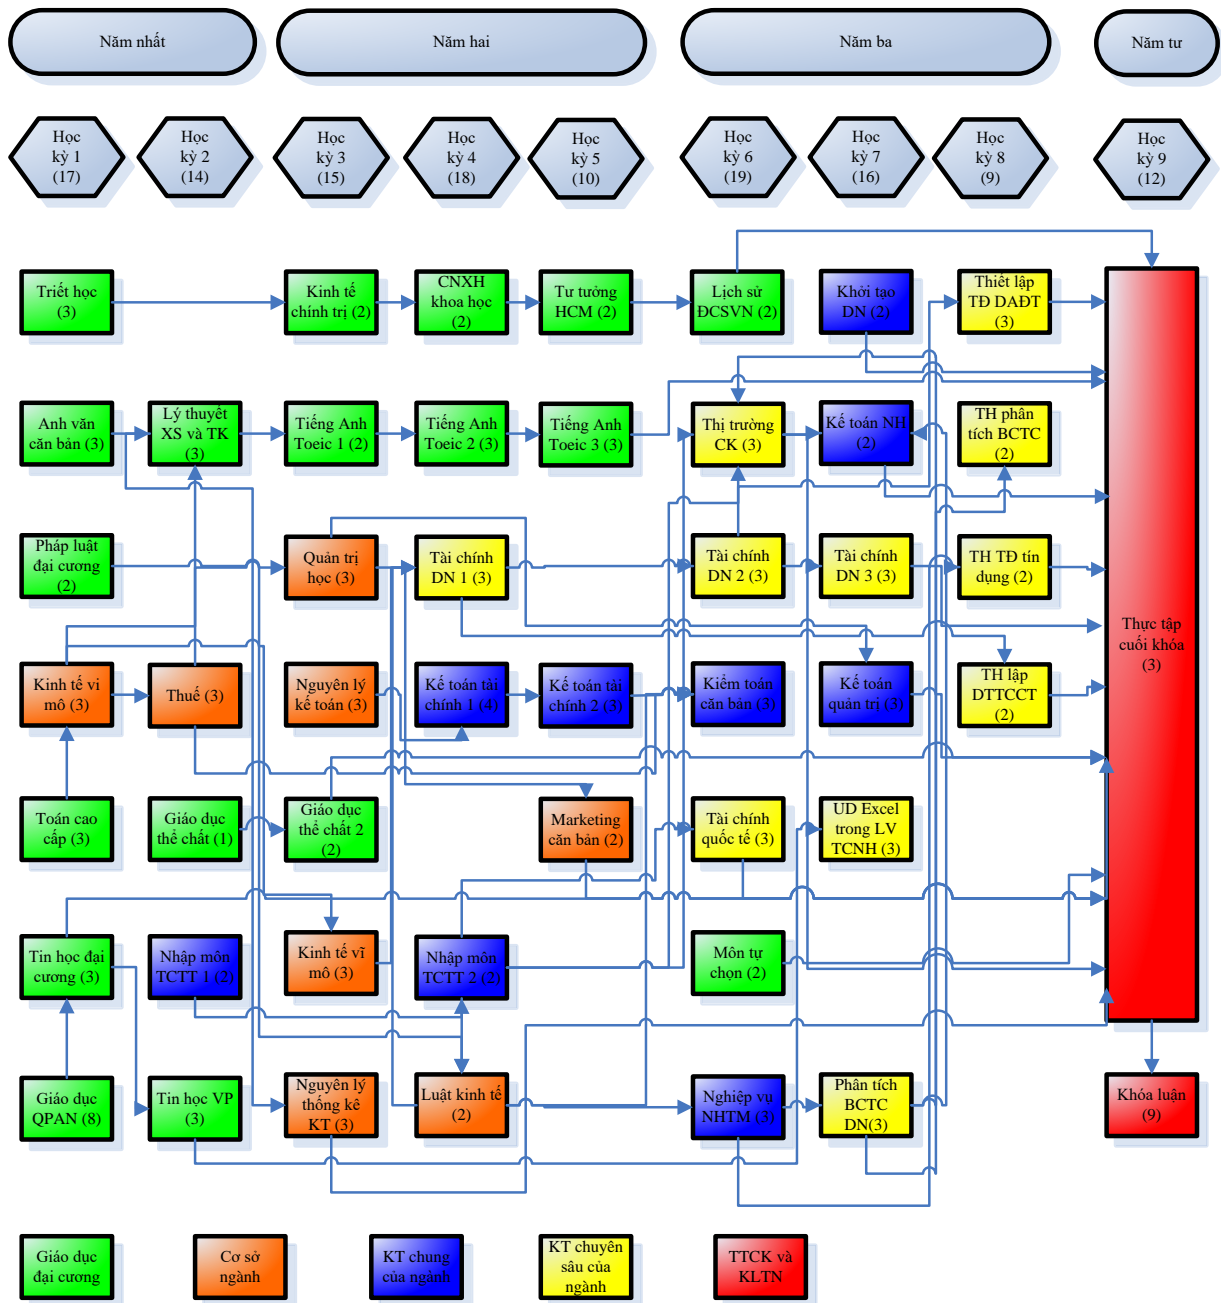 Năm nhất
Năm hai
Năm ba
Năm tư
Học
kỳ 1
(17)
Học
kỳ 2
(14)
Học
kỳ 3
(15)
Học
kỳ 4
(18)
Học
kỳ 5
(10)
Học
kỳ 6
(19)
Học
kỳ 7
(16)
Học
kỳ 8
(9)
Học
kỳ 9
(12)
Triết học
(3)
Kinh tế
chính trị (2)
CNXH
khoa học
(2)
Tư tưởng
HCM (2)
Lịch sử
ĐCSVN (2)
Khởi tạo
DN (2)
Thiết lập
TĐ DAĐT
(3)
Anh văn
căn bản (3)
Lý thuyết
XS và TK
(3)
Tiếng Anh
Toeic 1 (2)
Tiếng Anh
Toeic 2 (3)
Tiếng Anh
Toeic 3 (3)
Thị trường
CK (3)
Kế toán NH
(2)
TH phân
tích BCTC
(2)
Pháp luật
đại cương
(2)
Quản trị
học (3)
Tài chính
DN 1 (3)
Tài chính
DN 2 (3)
Tài chính
DN 3 (3)
TH TĐ tín
dụng (2)
Thực tập
cuối khóa
(3)
Kinh tế vi
mô (3)
Thuế (3)
Nguyên lý
kế toán (3)
Kế toán tài
chính 1 (4)
Kế toán tài
chính 2 (3)
Kiểm toán
căn bản (3)
Kế toán
quản trị (3)
TH lập
DTTCCT
(2)
Toán cao
cấp (3)
Giáo dục
thể chất (1)
Giáo dục
thể chất 2
(2)
Marketing
căn bản (2)
Tài chính
quốc tế (3)
UD Excel
trong LV
TCNH (3)
Tin học đại
cương (3)
Nhập môn
TCTT 1 (2)
Kinh tế vĩ
mô (3)
Nhập môn
TCTT 2 (2)
Môn tự
chọn (2)
Giáo dục
QPAN (8)
Tin học VP
(3)
Nguyên lý
thống kê
KT (3)
Luật kinh tế
(2)
Nghiệp vụ
NHTM (3)
Phân tích
BCTC
DN(3)
Khóa luận
(9)
Giáo dục
đại cương
Cơ sở
ngành
KT chung
của ngành
KT chuyên
sâu của
ngành
TTCK và
KLTN